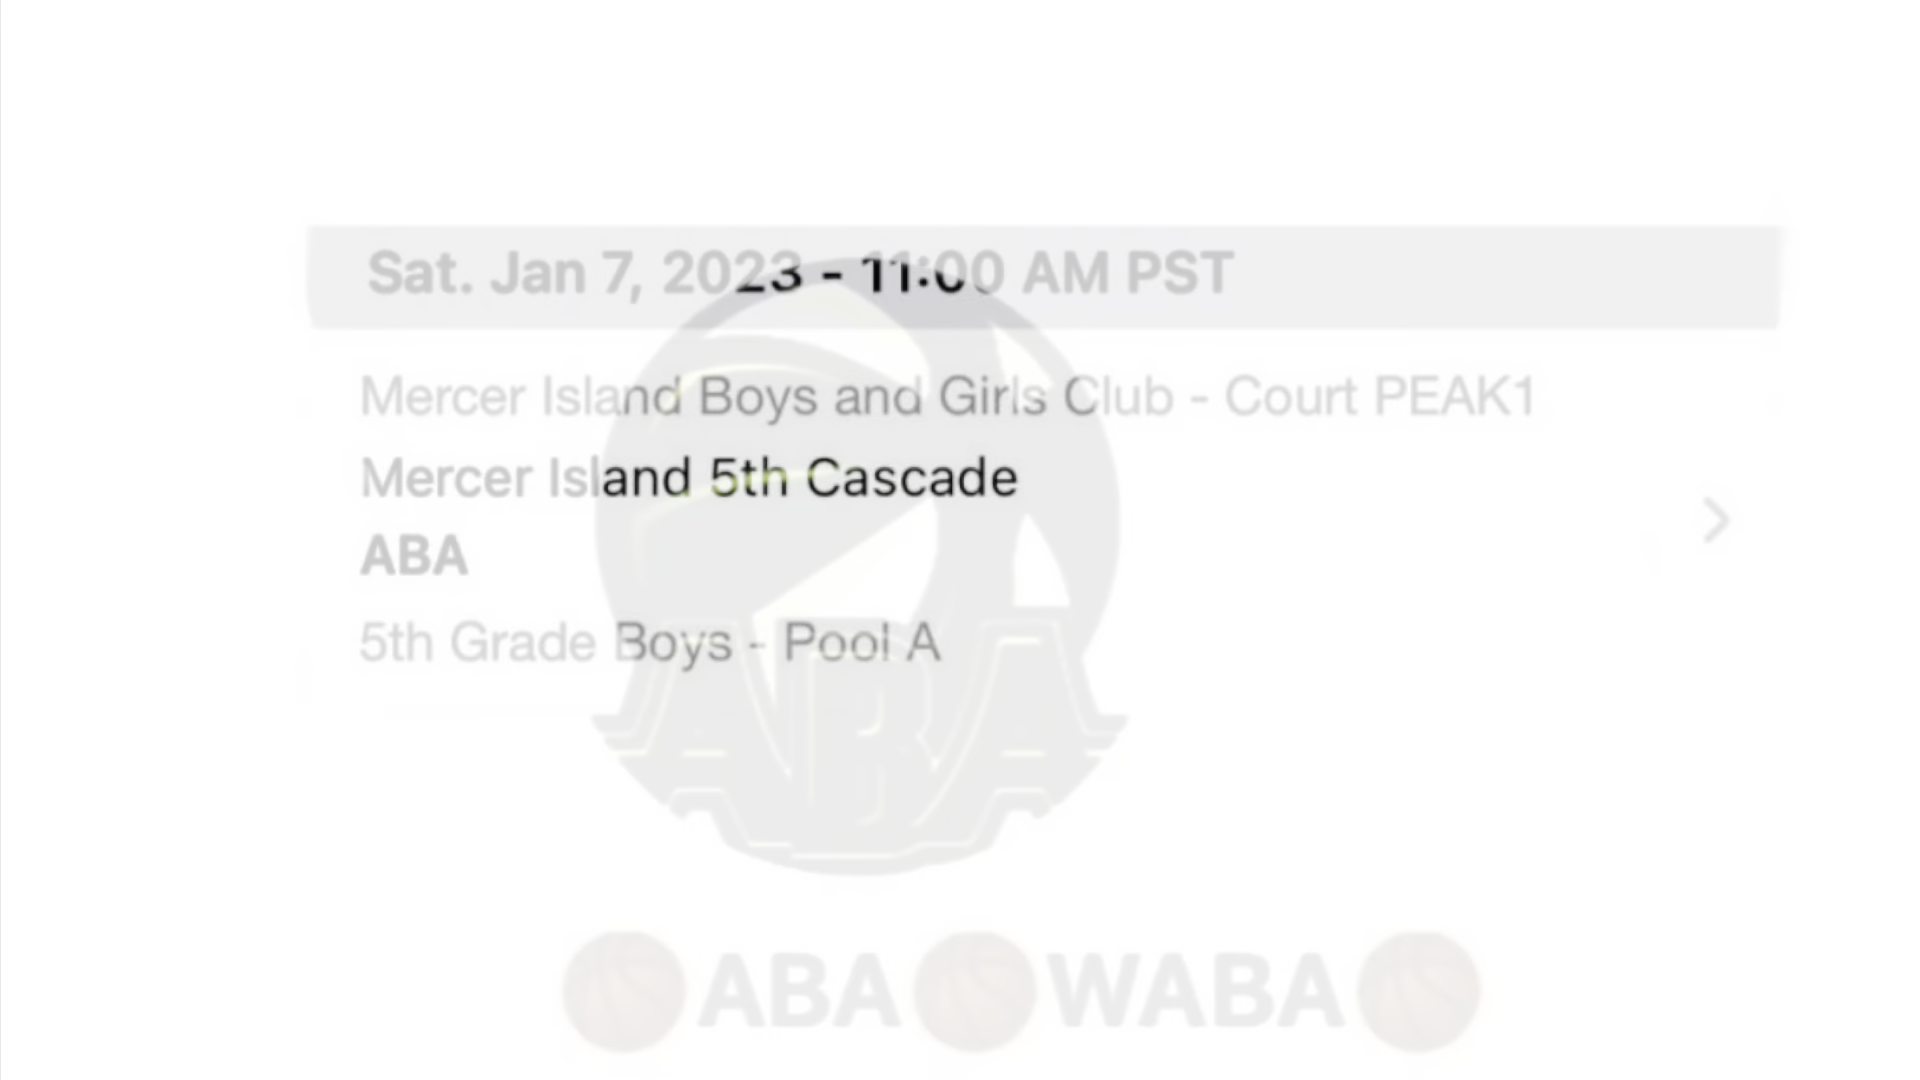 Sat. Jan 7, 2023 - 11:00 AM PST
Mercer Island Boys and Girls Club - Court PEAK1
Mercer Island 5th Cascade
ABA
5th Grade Boys - Pool A
ABA
🏀ABA🏀WABA🏀